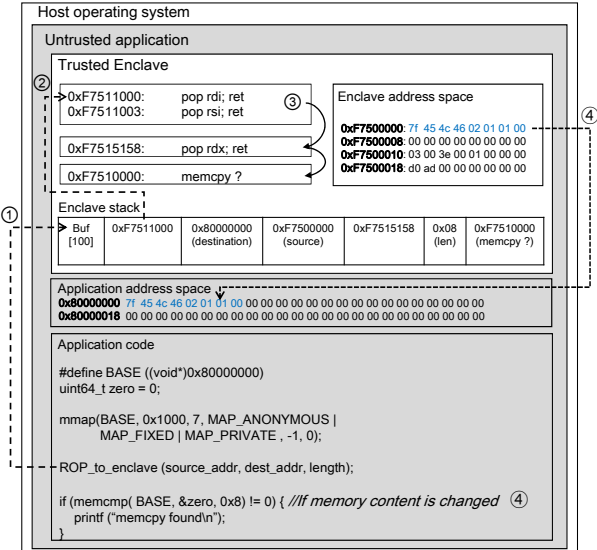 Host operating system
Untrusted application
Trusted Enclave
②
0xF7511000: pop rdi; ret
0xF7511003: pop rsi; ret
③
0xF7515158: pop rdx; ret
0xF7510000: memcpy ?
Enclave address space
0xF7500000: 7f 45 4c 46 02 01 01 00
0xF7500008: 00 00 00 00 00 00 00 00
0xF7500010: 03 00 3e 00 01 00 00 00
0xF7500018: d0 ad 00 00 00 00 00 00
④
Enclave stack
①
Buf [100]
0xF7511000
0x80000000 (destination)
0xF7500000 (source)
0xF7515158
0x08 (len)
0xF7510000 (memcpy ?)
Application address space
0x80000000 7f 45 4c 46 02 01 01 00 00 00 00 00 00 00 00 00 00 00 00 00 00 00 00 00
0x80000018 00 00 00 00 00 00 00 00 00 00 00 00 00 00 00 00 00 00 00 00 00 00 00 00
Application code
#define BASE ((void*)0x80000000)
uint64_t zero = 0;
mmap(BASE, 0x1000, 7, MAP_ANONYMOUS |
MAP_FIXED | MAP_PRIVATE , -1, 0);
ROP_to_enclave (source_addr, dest_addr, length);
if (memcmp( BASE, &zero, 0x8) != 0) { //If memory content is changed ④
printf ("memcpy found\n");
}